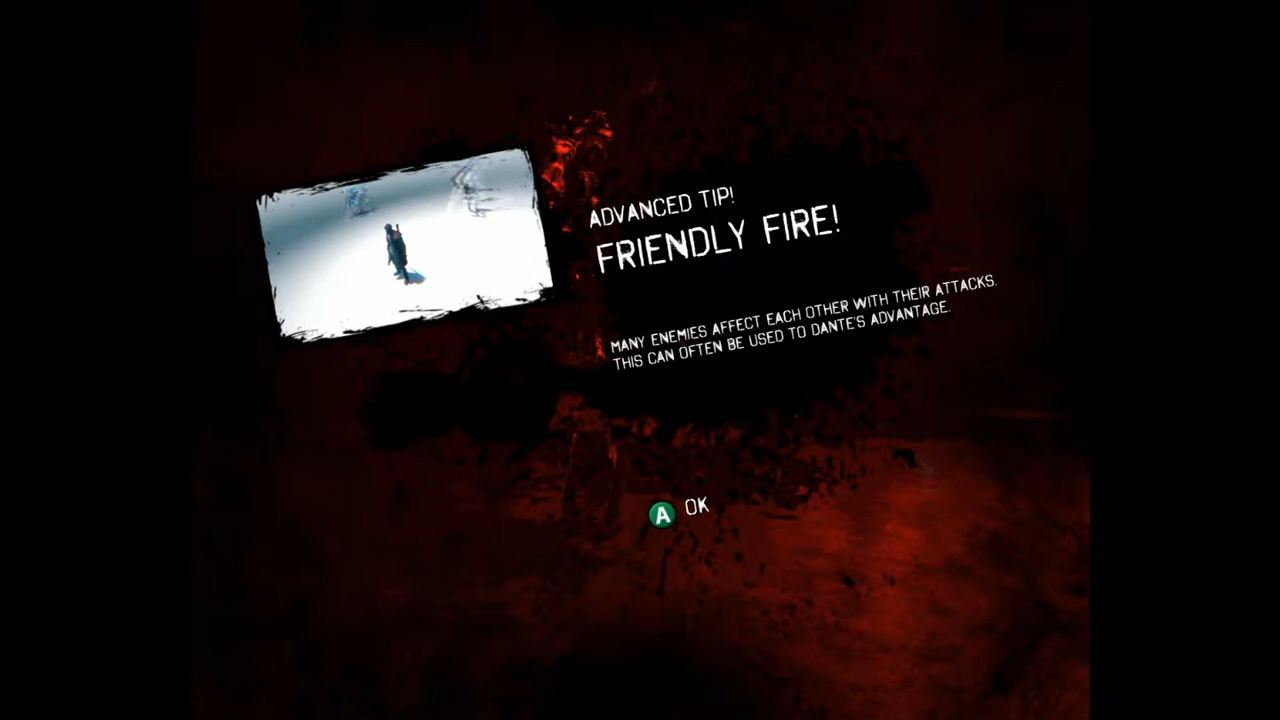 ADVANCED TIP!
FRIENDLY FIRE!
MANY ENEMIES AFFECT EACH OTHER WITH THEIR ATTACKS.
THIS CAN OFTEN BE USED TO DANTE'S ADVANTAGE.
A OK